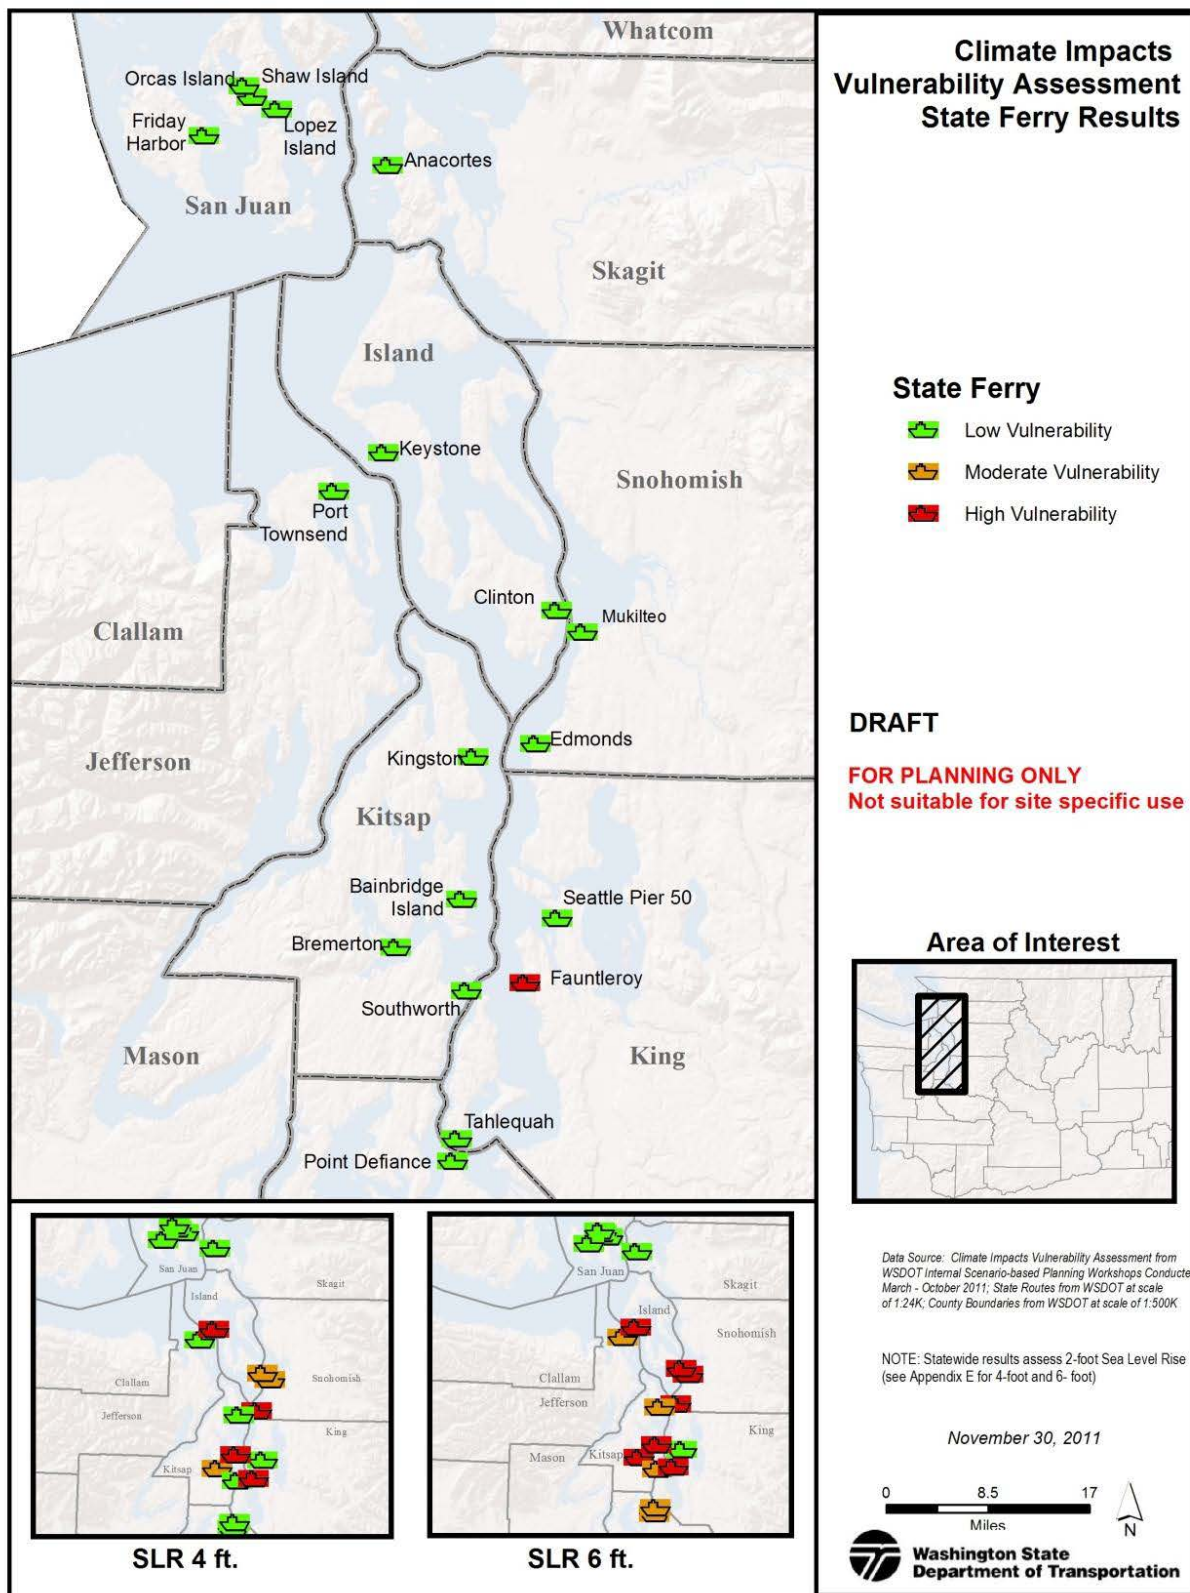 Climate Impacts
Vulnerability Assessment
State Ferry Results
Whatcom
Orcas Island
Shaw Island
Friday
Harbor
Lopez
Island
Anacortes
San Juan
Skagit
Island
Keystone
Port
Townsend
Snohomish
Clinton
Mukilteo
Clallam
Jefferson
Edmonds
Kingston
Kitsap
Bainbridge
Island
Seattle Pier 50
Bremerton
Fauntleroy
Southworth
Mason
King
Tahlequah
Point Defiance
State Ferry
Low Vulnerability
Moderate Vulnerability
High Vulnerability
DRAFT
FOR PLANNING ONLY
Not suitable for site specific use
Area of Interest
Data Source: Climate Impacts Vulnerability Assessment from
WSDOT Internal Scenario-based Planning Workshops Conducte
March - October 2011; State Routes from WSDOT at scale
of 1:24K; County Boundaries from WSDOT at scale of 1:500K
NOTE: Statewide results assess 2-foot Sea Level Rise
(see Appendix E for 4-foot and 6- foot)
November 30, 2011
0 8.5 17
Miles
N
Washington State
Department of Transportation
San Juan
Skagit
Island
Clallam
Snohomish
Jefferson
King
Kitsap
SLR 4 ft.
San Juan
Skagit
Island
Snohomish
Clallam
Jefferson
King
Mason
Kitsap
SLR 6 ft.